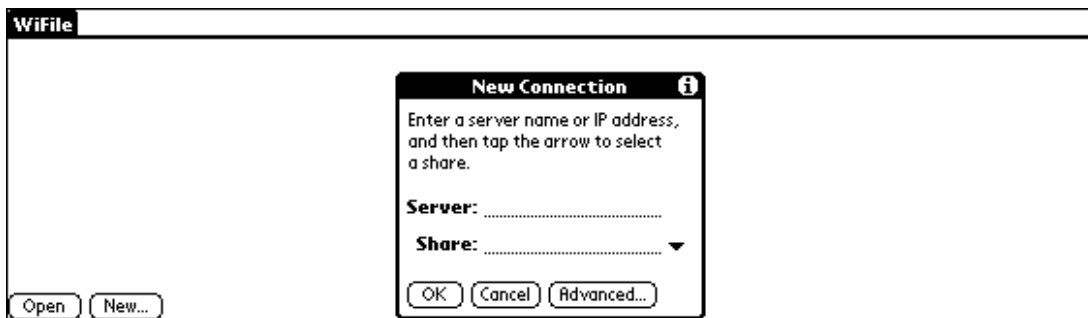 WiFile
New Connection i
Enter a server name or IP address,
and then tap the arrow to select
a share.
Server:
Share:
OK Cancel Advanced...
Open New...